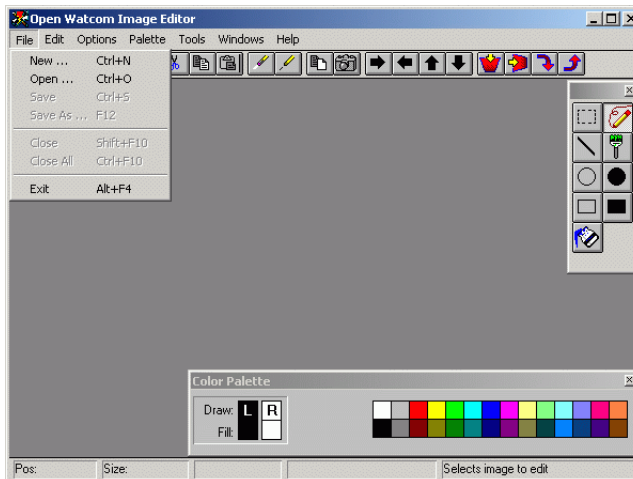 Open Watcom Image Editor
File Edit Options Palette Tools Windows Help
New ... Ctrl+N
Open ... Ctrl+O
Save Ctrl+S
Save As ... F12
Close Shift+F10
Close All Ctrl+F10
Exit Alt+F4
Color Palette
Draw: L R
Fill:
Pos: Size: Selects image to edit